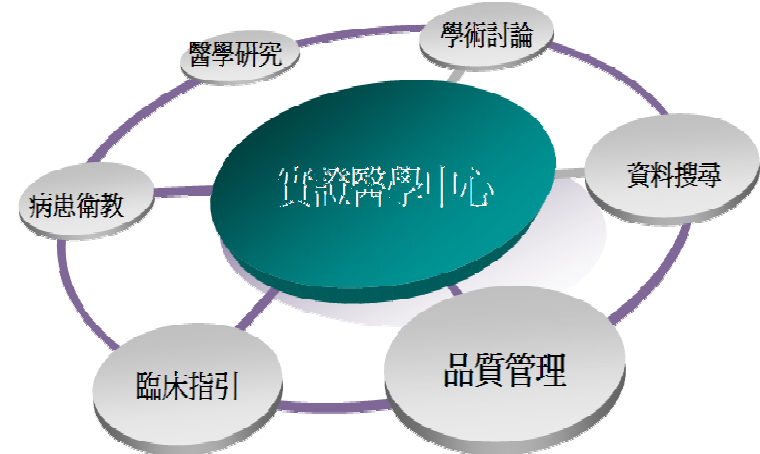 學術討論
醫學研究
資料搜尋
實證醫學中心
病患衛教
品質管理
臨床指引